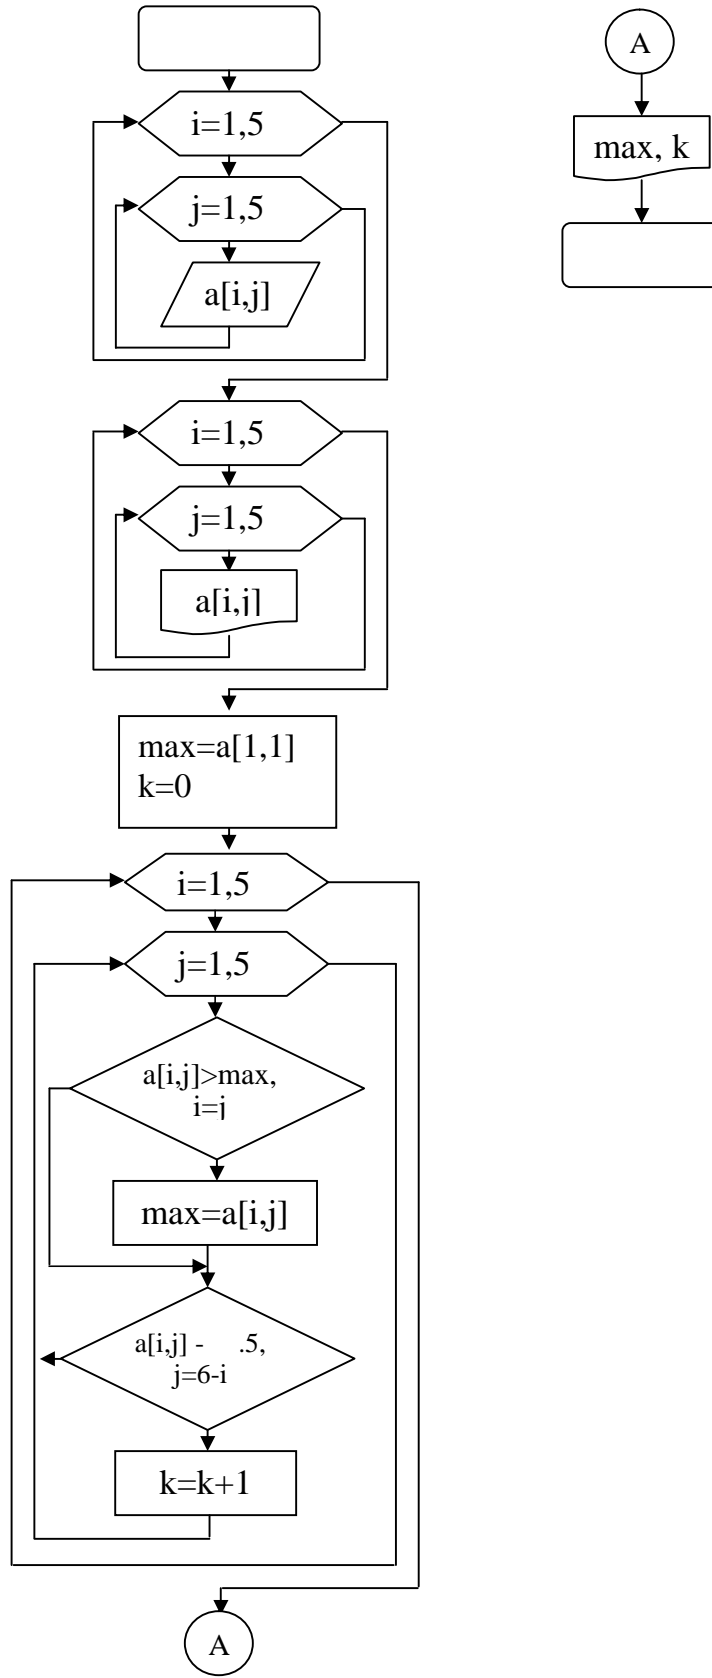 i=1,5
j=1,5
a[i,j]
i=1,5
j=1,5
a[i,j]
max=a[1,1]
k=0
i=1,5
j=1,5
a[i,j]>max,
i=j
max=a[i,j]
a[i,j] - .5,
j=6-i
k=k+1
A
A
max, k